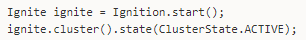 Ignite ignite = Ignition.start();
ignite.cluster().state(ClusterState.ACTIVE);